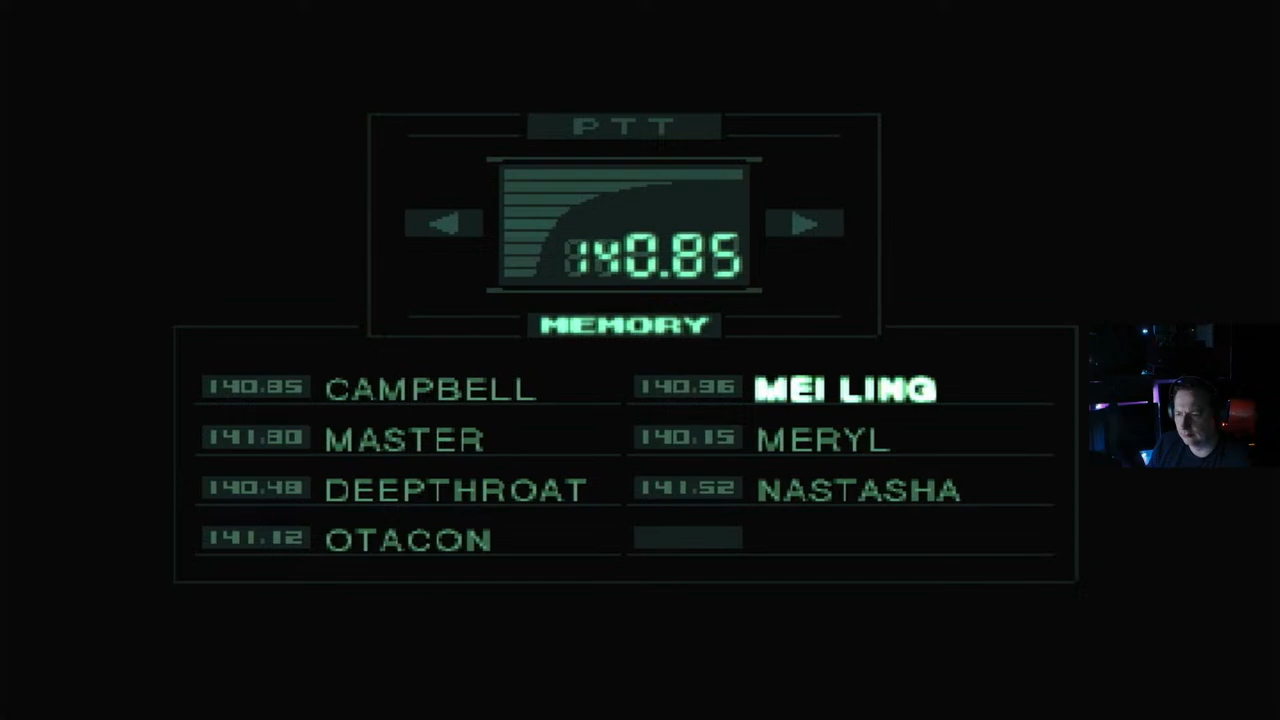 PTT
140.85
MEMORY
140.85 CAMPBELL
140.96 MEI LING
141.80 MASTER
140.15 MERYL
140.48 DEEPTHROAT
141.52 NASTASHA
141.12 OTACON